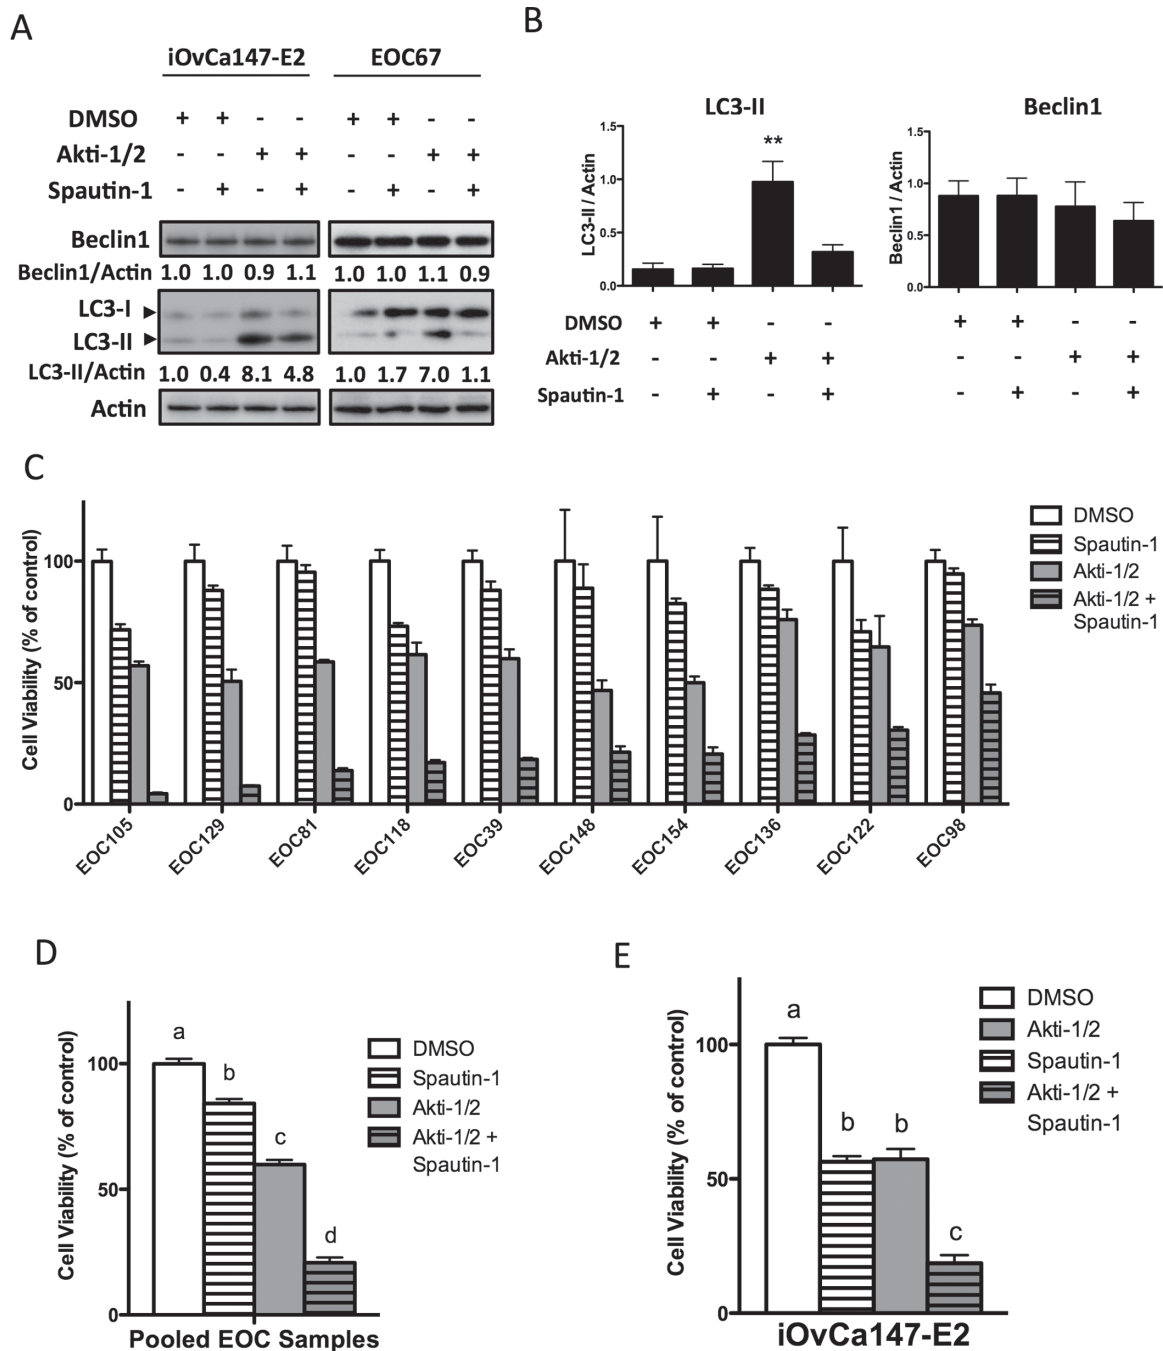 A
iOvCa147-E2 EOC67
DMSO + + - - + + - -
Akti-1/2 - - + + - - + +
Spautin-1 - + - + - + - +
Beclin1
Beclin1/Actin 1.0 1.0 0.9 1.1 1.0 1.0 1.1 0.9
LC3-I
LC3-II
LC3-II/Actin 1.0 0.4 8.1 4.8 1.0 1.7 7.0 1.1
Actin
B
LC3-II
LC3-II / Actin
1.5
1.0
0.5
0.0
**
Beclin1
Beclin1 / Actin
1.5
1.0
0.5
0.0
DMSO + + - - + + - -
Akti-1/2 - - + + - - + +
Spautin-1 - + - + - + - +
C
Cell Viability (% of control)
100
50
0
EOC105 EOC129 EOC81 EOC118 EOC39 EOC148 EOC154 EOC136 EOC122 EOC98
DMSO
Spautin-1
Akti-1/2
Akti-1/2 +
Spautin-1
D
Cell Viability (% of control)
100
50
0
a
b
c
d
Pooled EOC Samples
DMSO
Spautin-1
Akti-1/2
Akti-1/2 +
Spautin-1
E
Cell Viability (% of control)
100
50
0
a
b b
c
iOvCa147-E2
DMSO
Akti-1/2
Spautin-1
Akti-1/2 +
Spautin-1